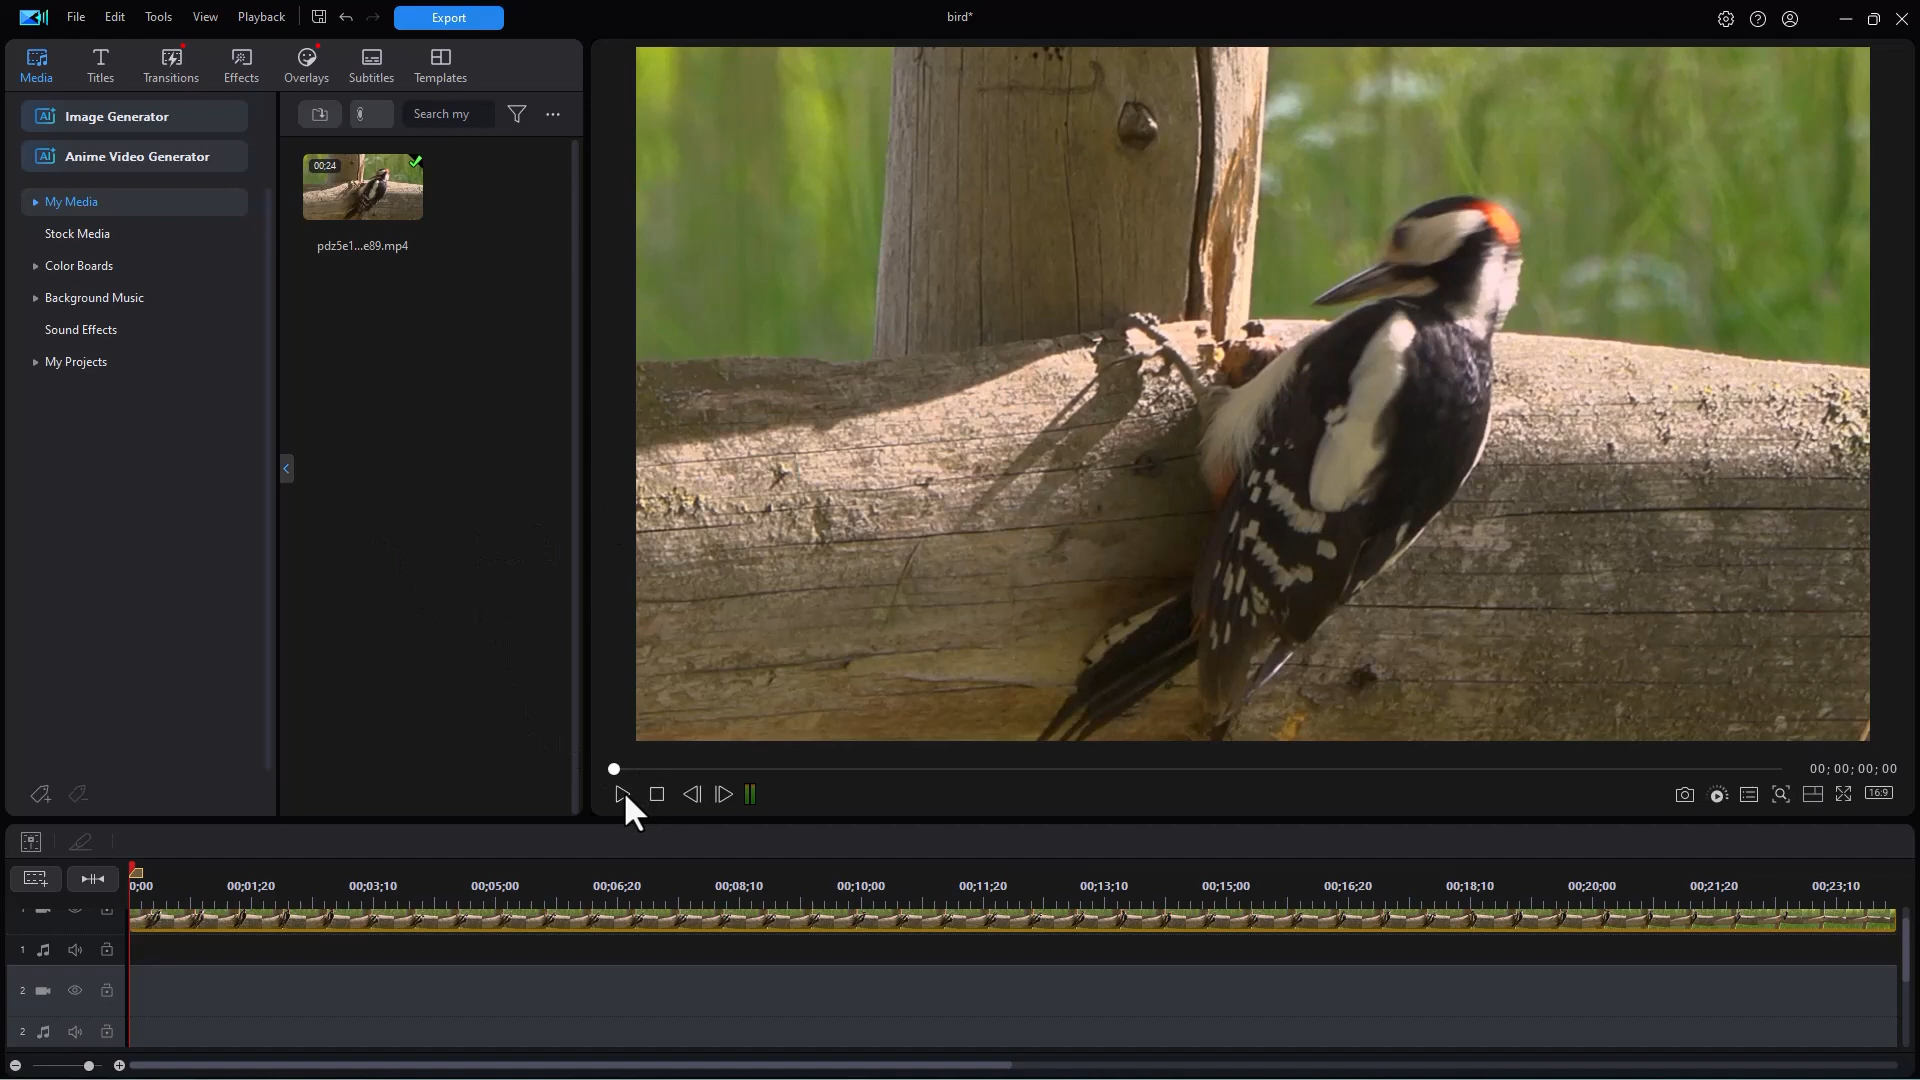 File Edit Tools View Playback Export bird*
Media Titles Transitions Effects Overlays Subtitles Templates
AI Image Generator
Search my
AI Anime Video Generator
00:24
My Media
Stock Media
pdz5e1...e89.mp4
Color Boards
Background Music
Sound Effects
My Projects
00;00;00;00
16:9
0;00 00;01;20 00;03;10 00;05;00 00;06;20 00;08;10 00;10;00 00;11;20 00;13;10 00;15;00 00;16;20 00;18;10 00;20;00 00;21;20 00;23;10
1
2
2